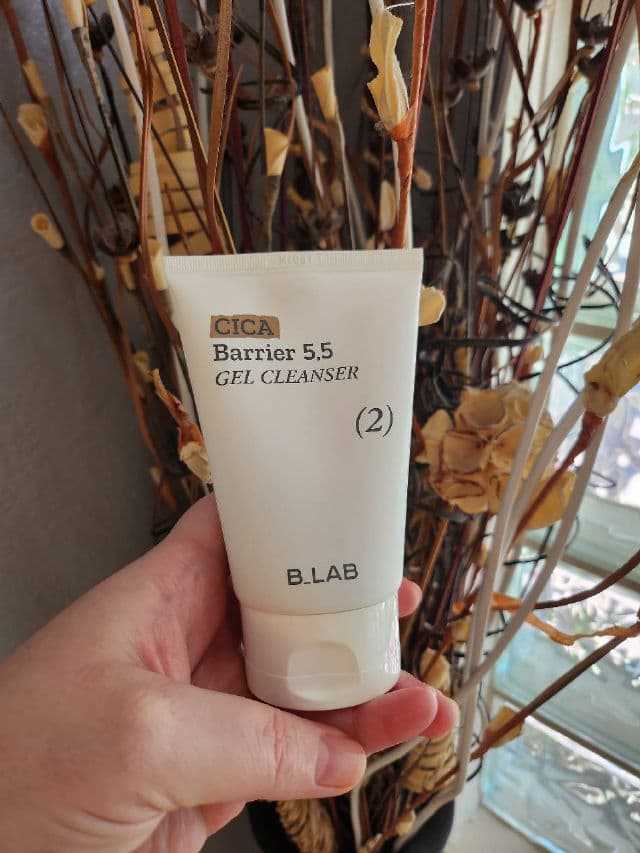 CICA
Barrier 5.5
GEL CLEANSER
(2)
B_LAB